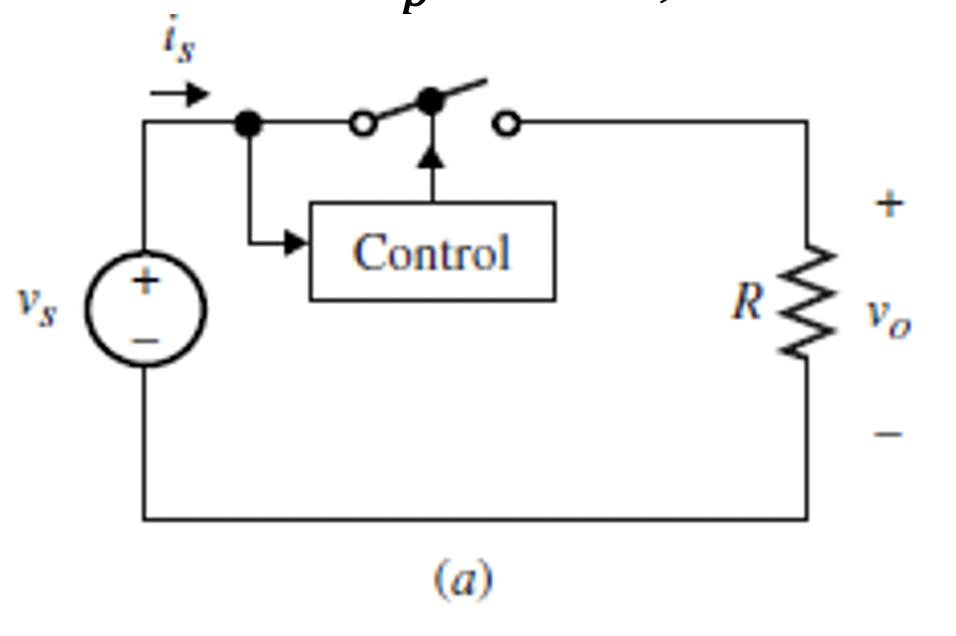 p ,
i_s
+
Control
+
v_s
−
R
v_o
−
(a)